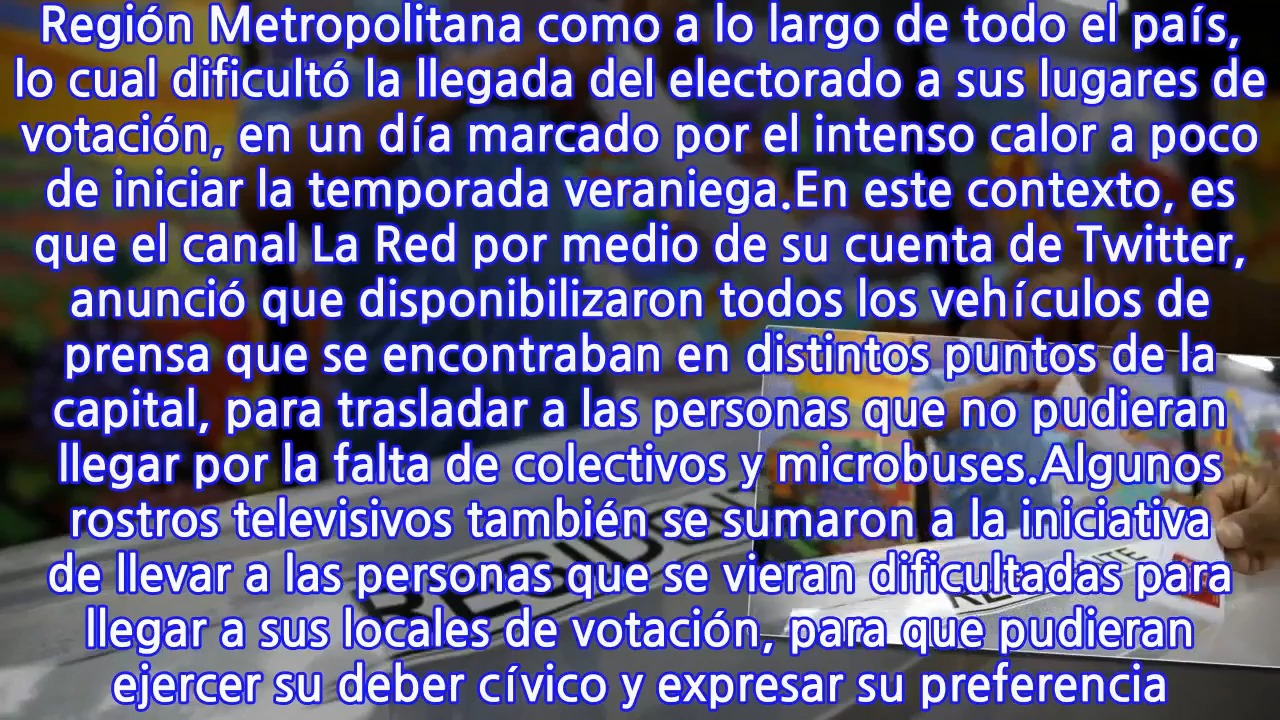 Región Metropolitana como a lo largo de todo el país,
lo cual dificultó la llegada del electorado a sus lugares de
votación, en un día marcado por el intenso calor a poco
de iniciar la temporada veraniega.En este contexto, es
que el canal La Red por medio de su cuenta de Twitter,
anunció que disponibilizaron todos los vehículos de
prensa que se encontraban en distintos puntos de la
capital, para trasladar a las personas que no pudieran
llegar por la falta de colectivos y microbuses.Algunos
rostros televisivos también se sumaron a la iniciativa
de llevar a las personas que se vieran dificultadas para
llegar a sus locales de votación, para que pudieran
ejercer su deber cívico y expresar su preferencia